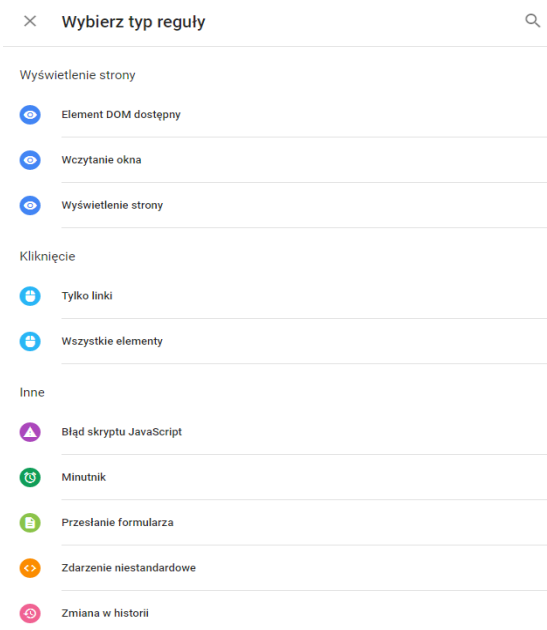 Wybierz typ reguły
Wyświetlenie strony
Element DOM dostępny
Wczytanie okna
Wyświetlenie strony
Kliknięcie
Tylko linki
Wszystkie elementy
Inne
Błąd skryptu JavaScript
Minutnik
Przesłanie formularza
Zdarzenie niestandardowe
Zmiana w historii